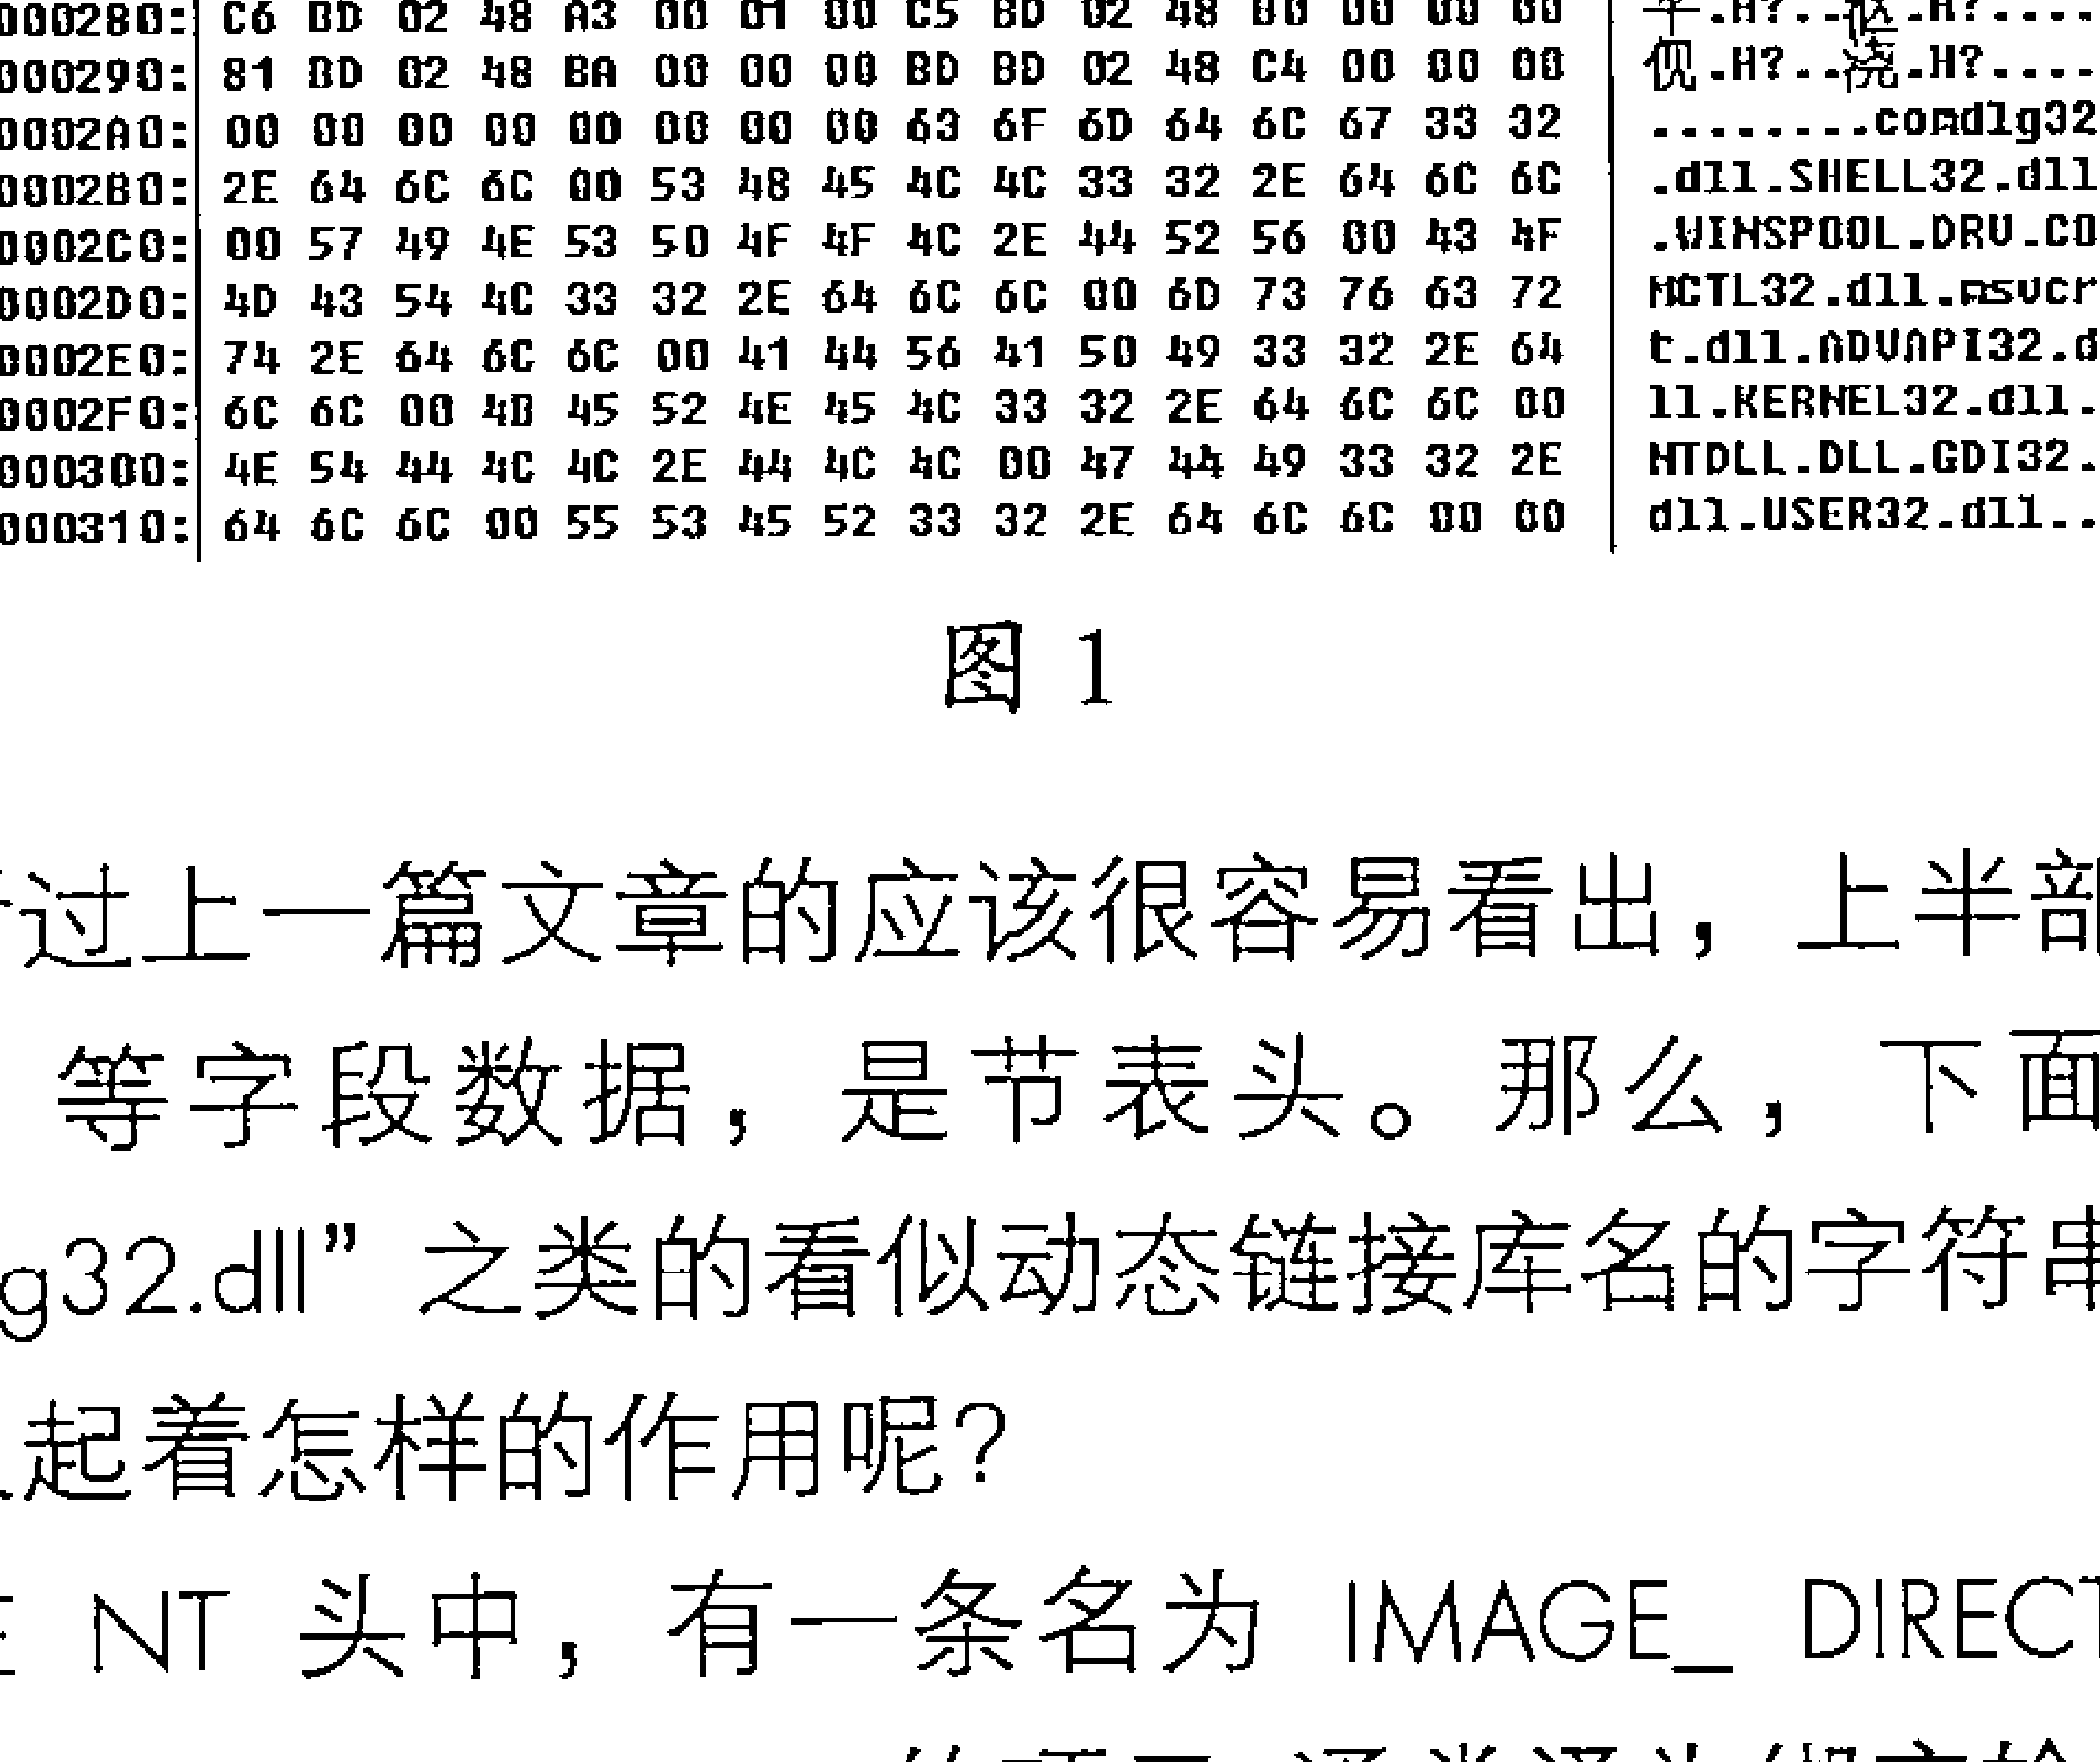 000280: C6 BD 02 48 A3 00 01 00 C5 BD 02 48 00 00 00 00 .H?...H?....
000290: 81 BD 02 48 BA 00 00 00 BD BD 02 48 C4 00 00 00 伣.H?..浇.H?....
0002A0: 00 00 00 00 00 00 00 00 63 6F 6D 64 6C 67 33 32 ........comdlg32
0002B0: 2E 64 6C 6C 00 53 48 45 4C 4C 33 32 2E 64 6C 6C .dll.SHELL32.dll
0002C0: 00 57 49 4E 53 50 4F 4F 4C 2E 44 52 56 00 43 4F .WINSPOOL.DRV.CO
0002D0: 4D 43 54 4C 33 32 2E 64 6C 6C 00 6D 73 76 63 72 MCTL32.dll.msvcr
0002E0: 74 2E 64 6C 6C 00 41 44 56 41 50 49 33 32 2E 64 t.dll.ADVAPI32.d
0002F0: 6C 6C 00 4B 45 52 4E 45 4C 33 32 2E 64 6C 6C 00 ll.KERNEL32.dll.
000300: 4E 54 44 4C 4C 2E 44 4C 4C 00 47 44 49 33 32 2E NTDLL.DLL.GDI32.
000310: 64 6C 6C 00 55 53 45 52 33 32 2E 64 6C 6C 00 00 dll.USER32.dll..
图 1
过上一篇文章的应该很容易看出，上半部
等字段数据，是节表头。那么，下面
g32.dll” 之类的看似动态链接库名的字符串
起着怎样的作用呢？
NT 头中，有一条名为 IMAGE_ DIRECT